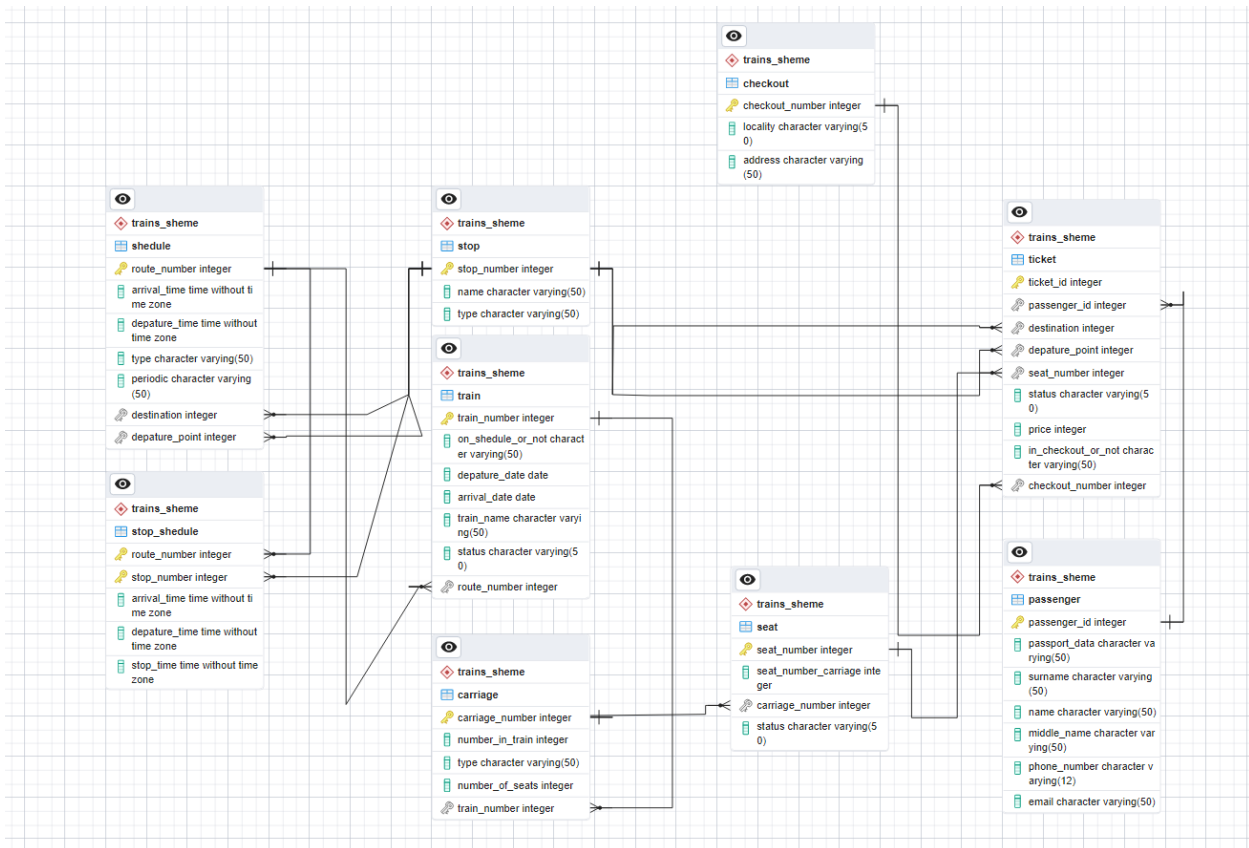 trains_sheme
checkout
checkout_number integer
locality character varying(5
0)
address character varying
(50)
trains_sheme
shedule
route_number integer
arrival_time time without ti
me zone
depature_time time without
time zone
type character varying(50)
periodic character varying
(50)
destination integer
depature_point integer
trains_sheme
stop_shedule
route_number integer
stop_number integer
arrival_time time without ti
me zone
depature_time time without
time zone
stop_time time without time
zone
trains_sheme
stop
stop_number integer
name character varying(50)
type character varying(50)
trains_sheme
train
train_number integer
on_shedule_or_not charact
er varying(50)
depature_date date
arrival_date date
train_name character varyi
ng(50)
status character varying(5
0)
route_number integer
trains_sheme
carriage
carriage_number integer
number_in_train integer
type character varying(50)
number_of_seats integer
train_number integer
trains_sheme
seat
seat_number integer
seat_number_carriage inte
ger
carriage_number integer
status character varying(5
0)
trains_sheme
ticket
ticket_id integer
passenger_id integer
destination integer
depature_point integer
seat_number integer
status character varying(5
0)
price integer
in_checkout_or_not charac
ter varying(50)
checkout_number integer
trains_sheme
passenger
passenger_id integer
passport_data character va
rying(50)
surname character varying
(50)
name character varying(50)
middle_name character var
ying(50)
phone_number character v
arying(12)
email character varying(50)